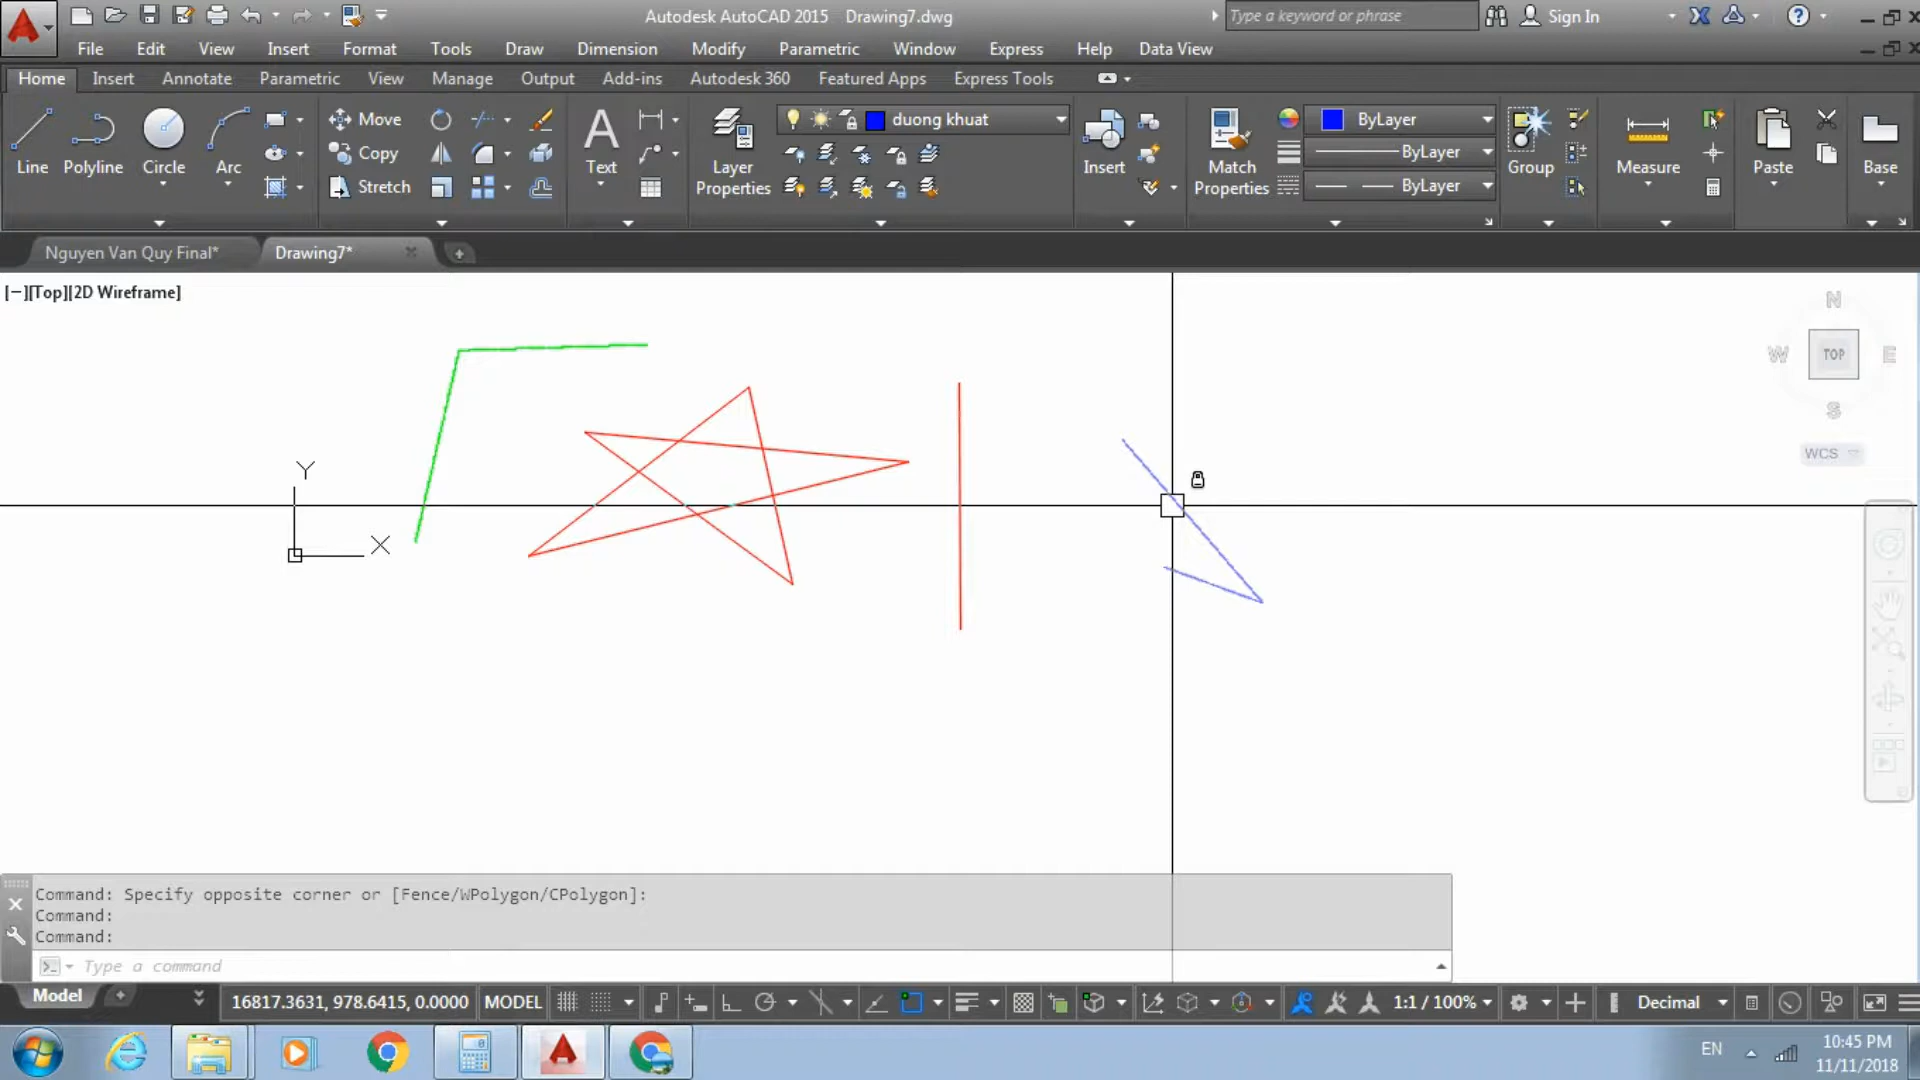 Autodesk AutoCAD 2015 Drawing7.dwg
Type a keyword or phrase
Sign In
File Edit View Insert Format Tools Draw Dimension Modify Parametric Window Express Help Data View
Home Insert Annotate Parametric View Manage Output Add-ins Autodesk 360 Featured Apps Express Tools
Line
Polyline
Circle
Arc
Move
Copy
Stretch
Text
Layer
Properties
duong khuat
Insert
Match
Properties
ByLayer
ByLayer
ByLayer
Group
Measure
Paste
Base
Nguyen Van Quy Final*
Drawing7*
[−][Top][2D Wireframe]
N
W
TOP
E
S
WCS
Y
X
Command: Specify opposite corner or [Fence/WPolygon/CPolygon]:
Command:
Command:
Type a command
Model
16817.3631, 978.6415, 0.0000
MODEL
1:1 / 100%
Decimal
EN
10:45 PM
11/11/2018